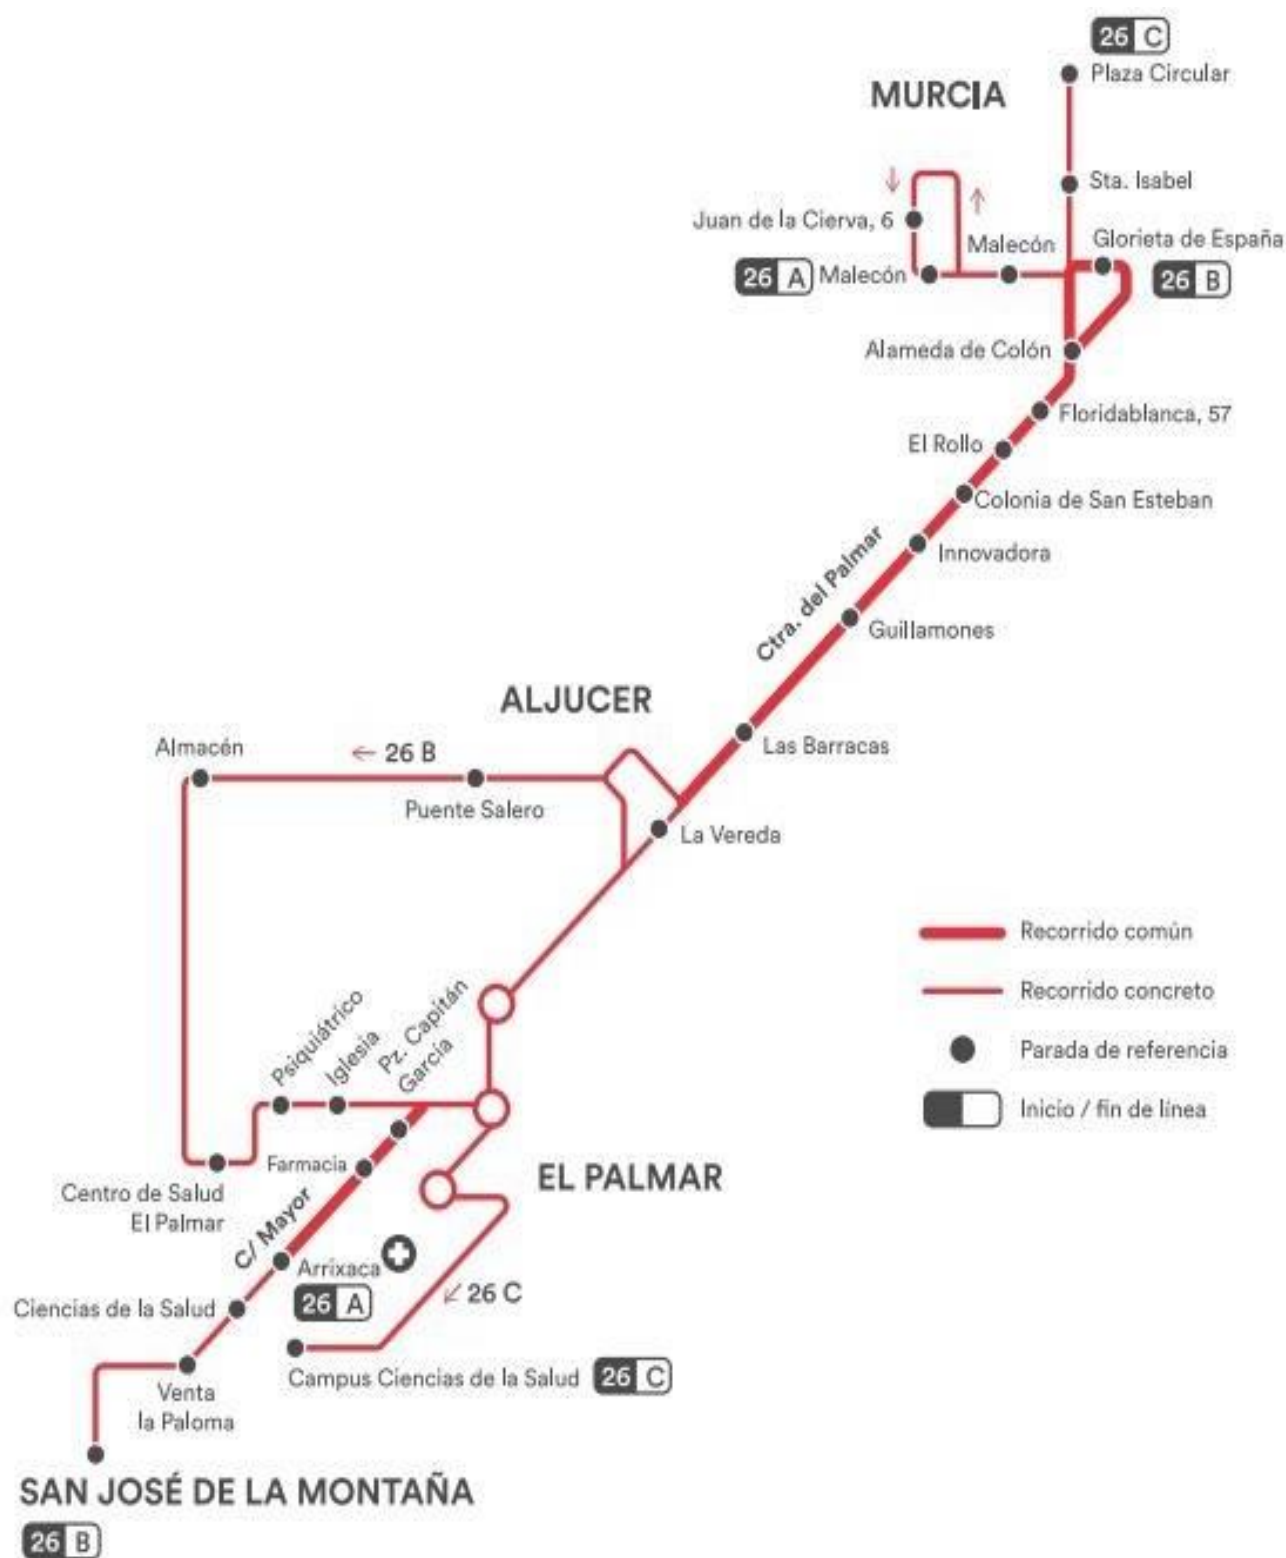 26 C
Plaza Circular
MURCIA
Sta. Isabel
Juan de la Cierva, 6
Malecón
Glorieta de España
26 A Malecón
26 B
Alameda de Colón
Floridablanca, 57
El Rollo
Colonia de San Esteban
Innovadora
Ctra. del Palmar
Guillamones
ALJUCER
Las Barracas
Almacén
← 26 B
Puente Salero
La Vereda
Recorrido común
Recorrido concreto
Parada de referencia
Inicio / fin de línea
Psiquiátrico
Iglesia
Pz. Capitán
García
Farmacia
EL PALMAR
Centro de Salud
El Palmar
C/ Mayor
Arrixaca
26 A
↙ 26 C
Ciencias de la Salud
Campus Ciencias de la Salud 26 C
Venta
la Paloma
SAN JOSÉ DE LA MONTAÑA
26 B